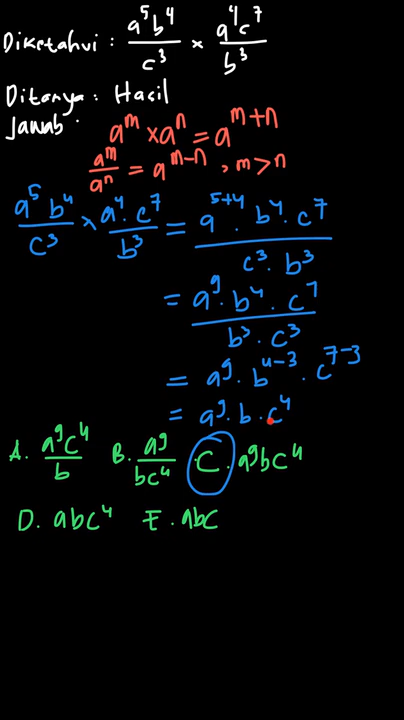 Diketahui : a⁵b⁴/c³ × a⁴c⁷/b³
Ditanya : Hasil
Jawab :
aᵐ × aⁿ = aᵐ⁺ⁿ
aᵐ/aⁿ = aᵐ⁻ⁿ , m > n
a⁵ b⁴/c³ × a⁴ · c⁷/b³ = a⁵⁺⁴ · b⁴ · c⁷/c³ · b³
= a⁹ · b⁴ · c⁷/b³ · c³
= a⁹ · b⁴⁻³ · c⁷⁻³
= a⁹ · b · c⁴
A. a⁹c⁴/b B. a⁹/bc⁴ C. a⁹bc⁴
D. abc⁴ E. abc